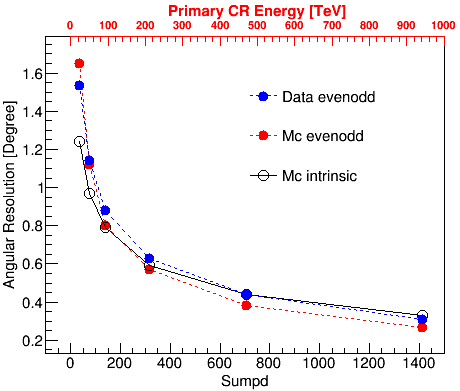 Primary CR Energy [TeV]
0 100 200 300 400 500 600 700 800 900 1000
Angular Resolution [Degree]
1.6
1.4
1.2
1
0.8
0.6
0.4
0.2
Data evenodd
Mc evenodd
Mc intrinsic
0 200 400 600 800 1000 1200 1400
Sumpd